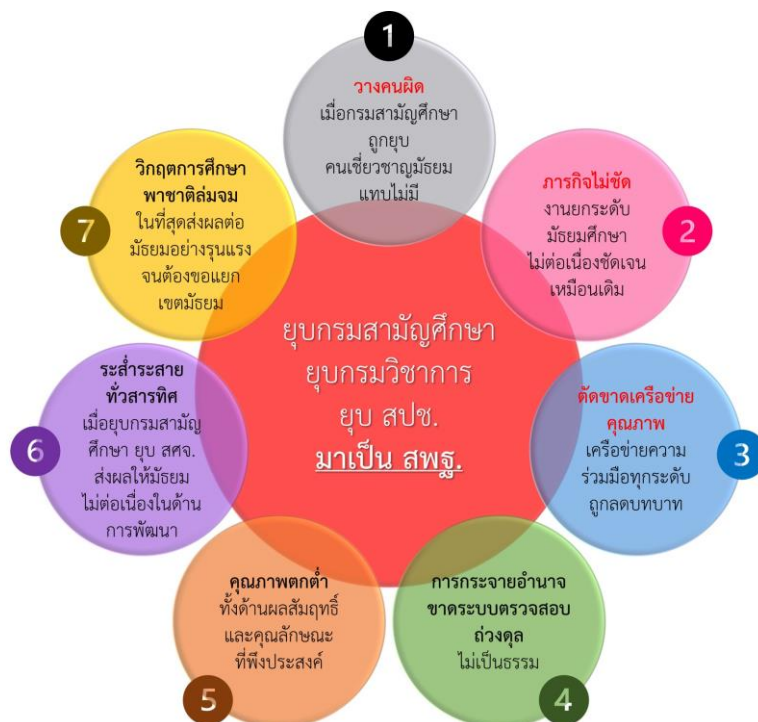 1
วางคนผิด
เมื่อกรมสามัญศึกษา
ถูกยุบ
คนเชี่ยวชาญมัธยม
แทบไม่มี
2
ภารกิจไม่ชัด
งานยกระดับ
มัธยมศึกษา
ไม่ต่อเนื่องชัดเจน
เหมือนเดิม
3
ตัดขาดเครือข่าย
คุณภาพ
เครือข่ายความ
ร่วมมือทุกระดับ
ถูกลดบทบาท
4
การกระจายอำนาจ
ขาดระบบตรวจสอบ
ถ่วงดุล
ไม่เป็นธรรม
5
คุณภาพตกต่ำ
ทั้งด้านผลสัมฤทธิ์
และคุณลักษณะ
ที่พึงประสงค์
6
ระส่ำระสาย
ทั่วสารทิศ
เมื่อยุบกรมสามัญ
ศึกษา ยุบ สศจ.
ส่งผลให้มัธยม
ไม่ต่อเนื่องในด้าน
การพัฒนา
7
วิกฤตการศึกษา
พาชาติล่มจม
ในที่สุดส่งผลต่อ
มัธยมอย่างรุนแรง
จนต้องขอแยก
เขตมัธยม
ยุบกรมสามัญศึกษา
ยุบกรมวิชาการ
ยุบ สปช.
มาเป็น สพฐ.